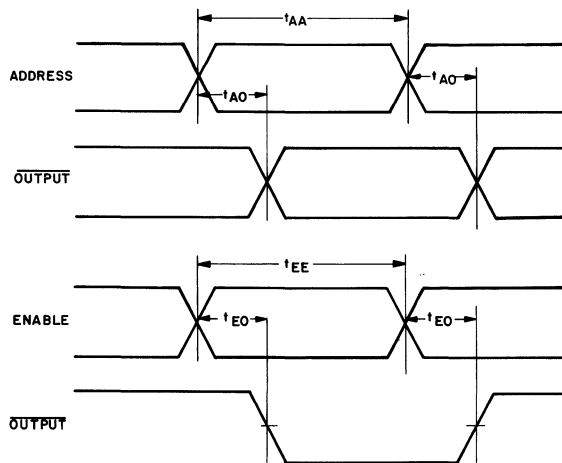 tAA
ADDRESS
tAO tAO
OUTPUT
tEE
ENABLE
tEO tEO
OUTPUT